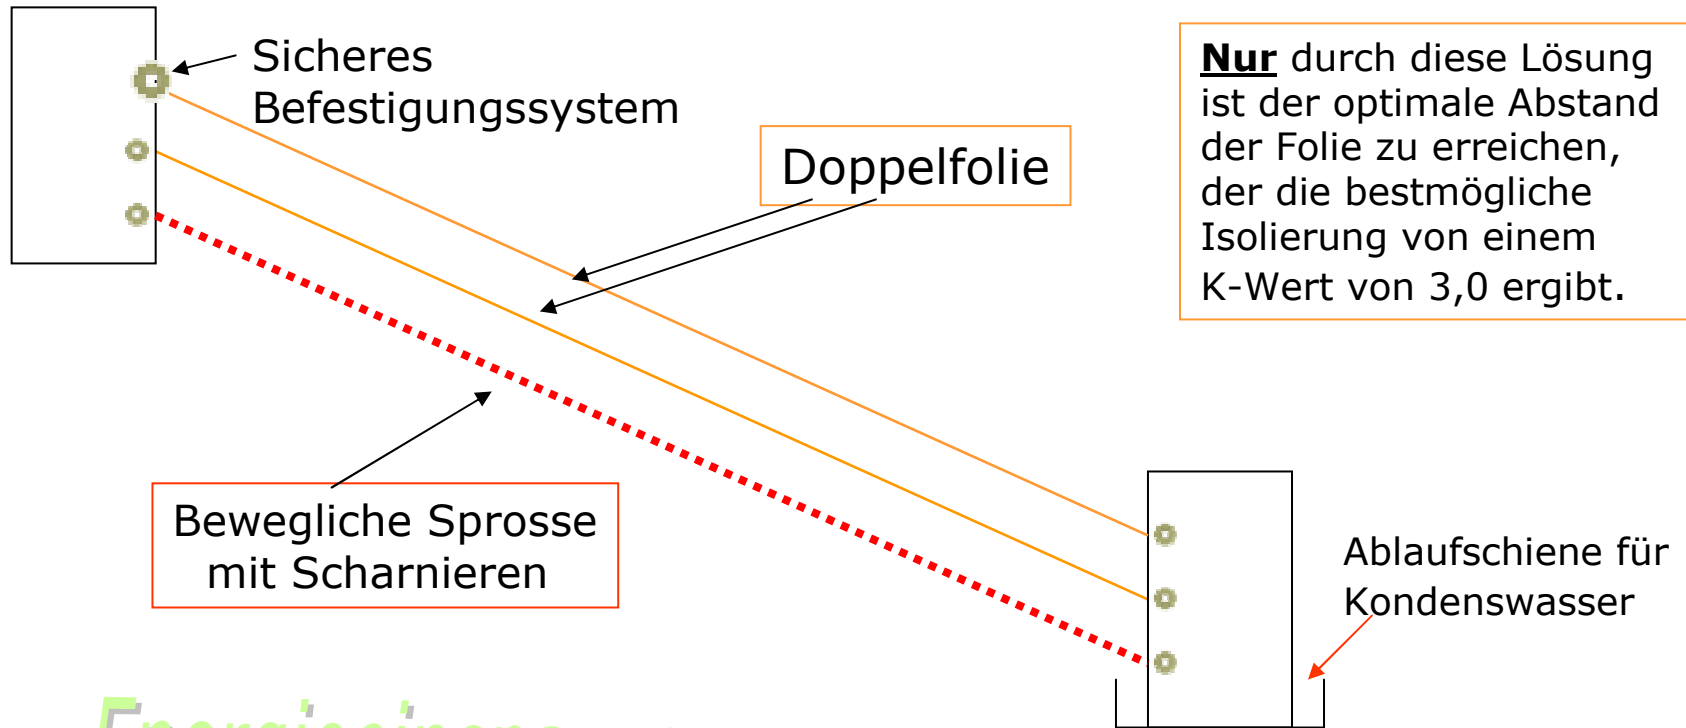 Sicheres
Befestigungssystem
Doppelfolie
Nur durch diese Lösung
ist der optimale Abstand
der Folie zu erreichen,
der die bestmögliche
Isolierung von einem
K-Wert von 3,0 ergibt.
Bewegliche Sprosse
mit Scharnieren
Ablaufschiene für
Kondenswasser